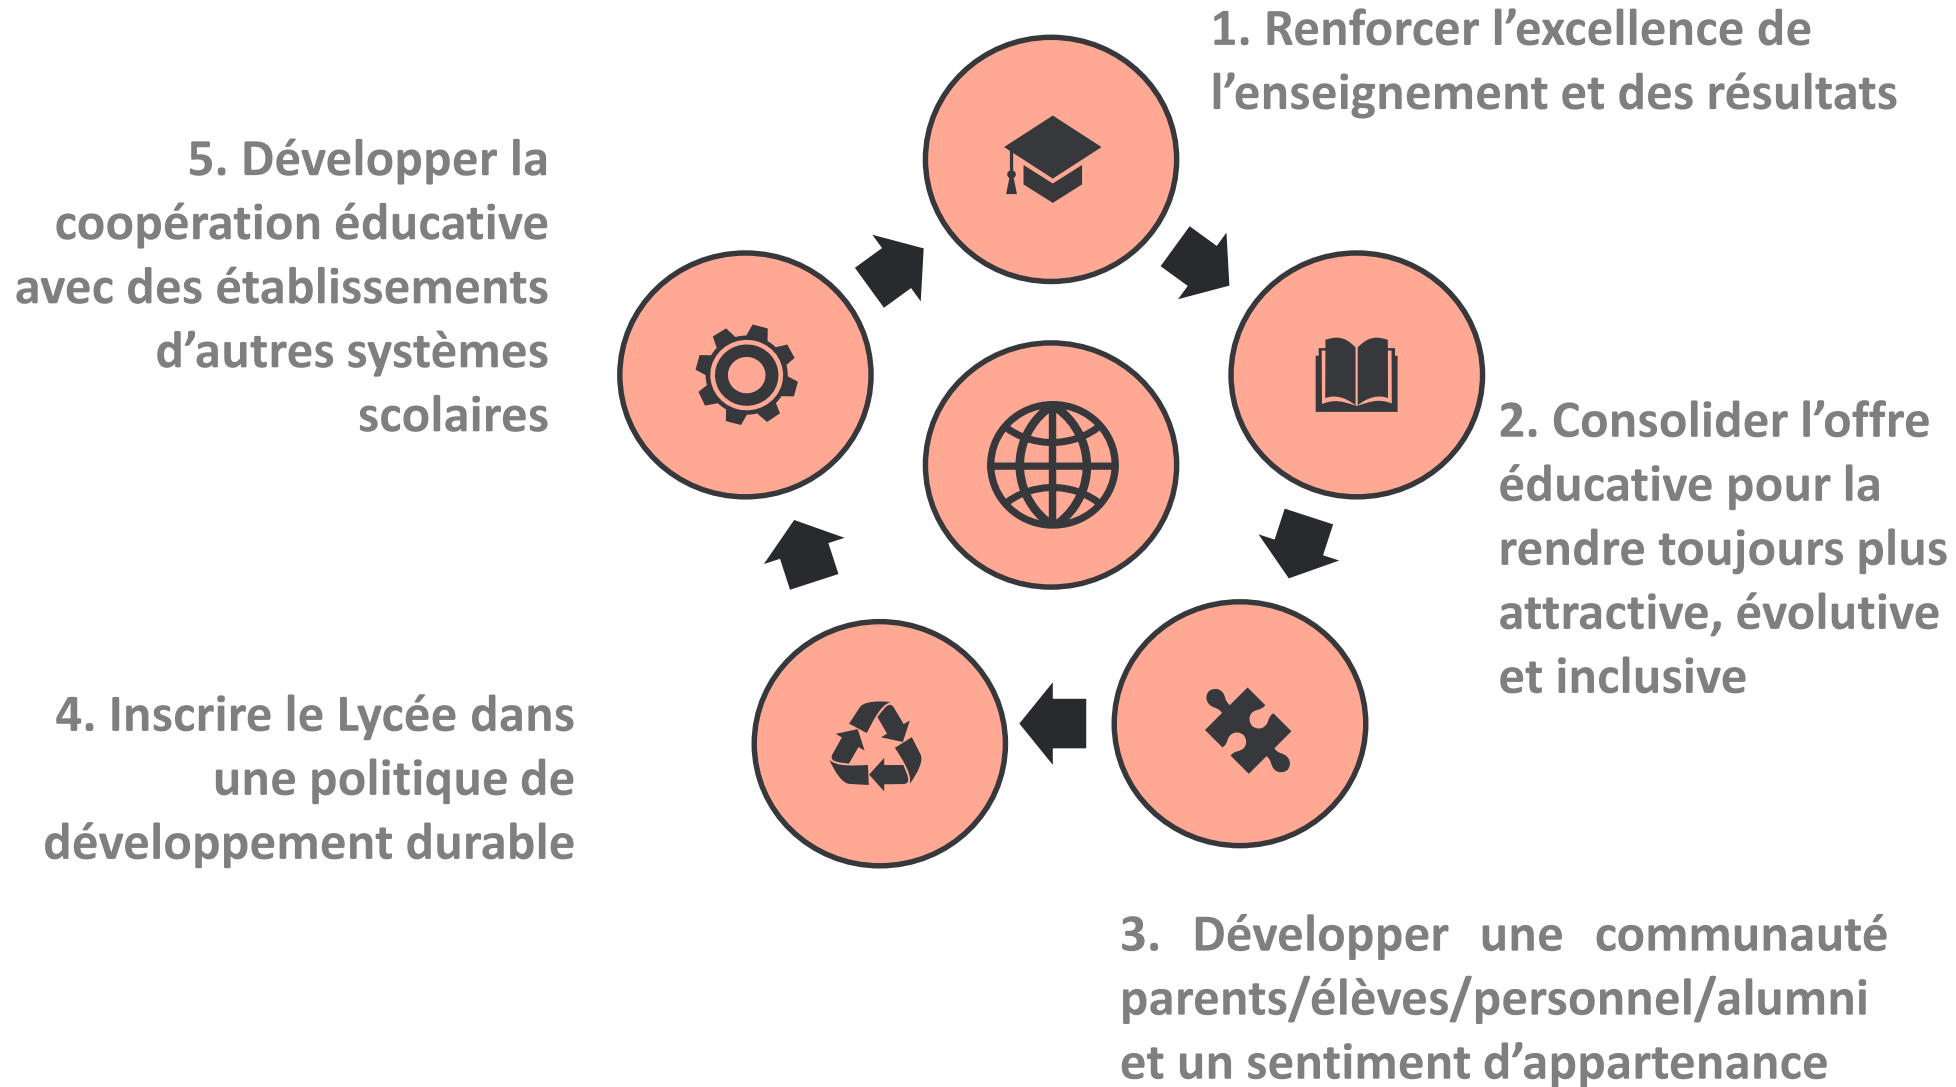 1. Renforcer l’excellence de
l’enseignement et des résultats
2. Consolider l’offre
éducative pour la
rendre toujours plus
attractive, évolutive
et inclusive
3. Développer une communauté
parents/élèves/personnel/alumni
et un sentiment d’appartenance
4. Inscrire le Lycée dans
une politique de
développement durable
5. Développer la
coopération éducative
avec des établissements
d’autres systèmes
scolaires